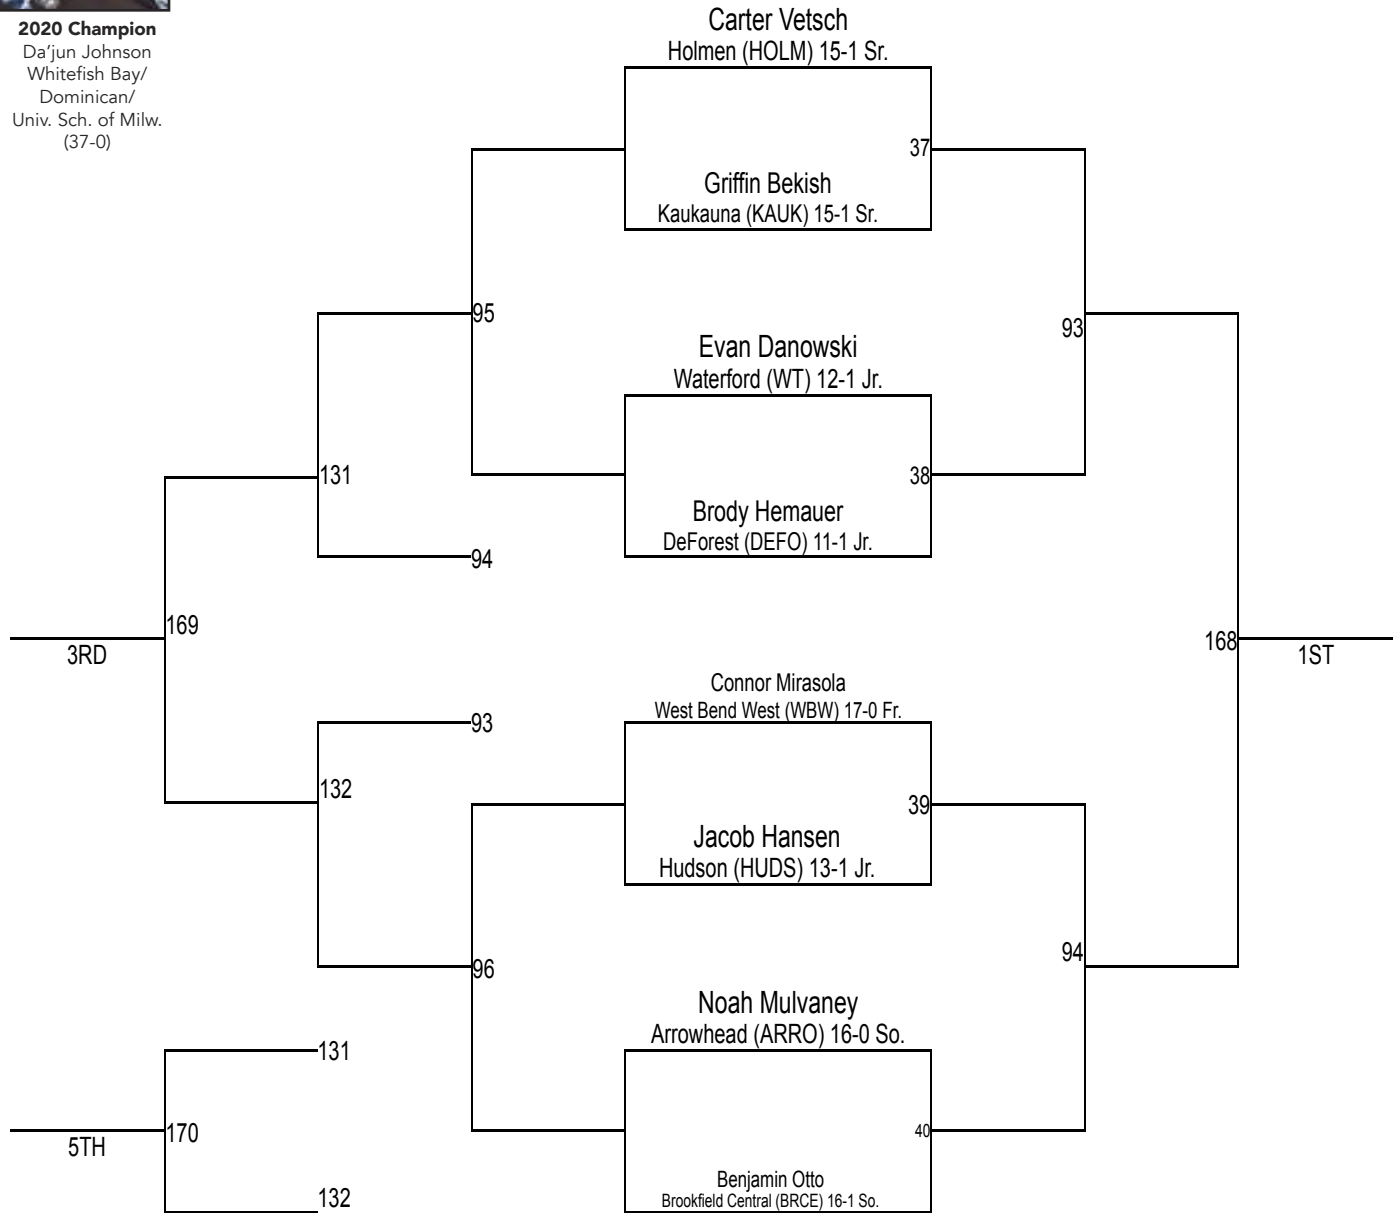 2020 Champion
Da'jun Johnson
Whitefish Bay/
Dominican/
Univ. Sch. of Milw.
(37-0)
Carter Vetsch
Holmen (HOLM) 15-1 Sr.
37
Griffin Bekish
Kaukauna (KAUK) 15-1 Sr.
95
93
Evan Danowski
Waterford (WT) 12-1 Jr.
131
38
Brody Hemauer
DeForest (DEFO) 11-1 Jr.
94
169
3RD
168
1ST
Connor Mirasola
West Bend West (WBW) 17-0 Fr.
93
132
39
Jacob Hansen
Hudson (HUDS) 13-1 Jr.
96
94
Noah Mulvaney
Arrowhead (ARRO) 16-0 So.
131
170
5TH
40
Benjamin Otto
Brookfield Central (BRCE) 16-1 So.
132